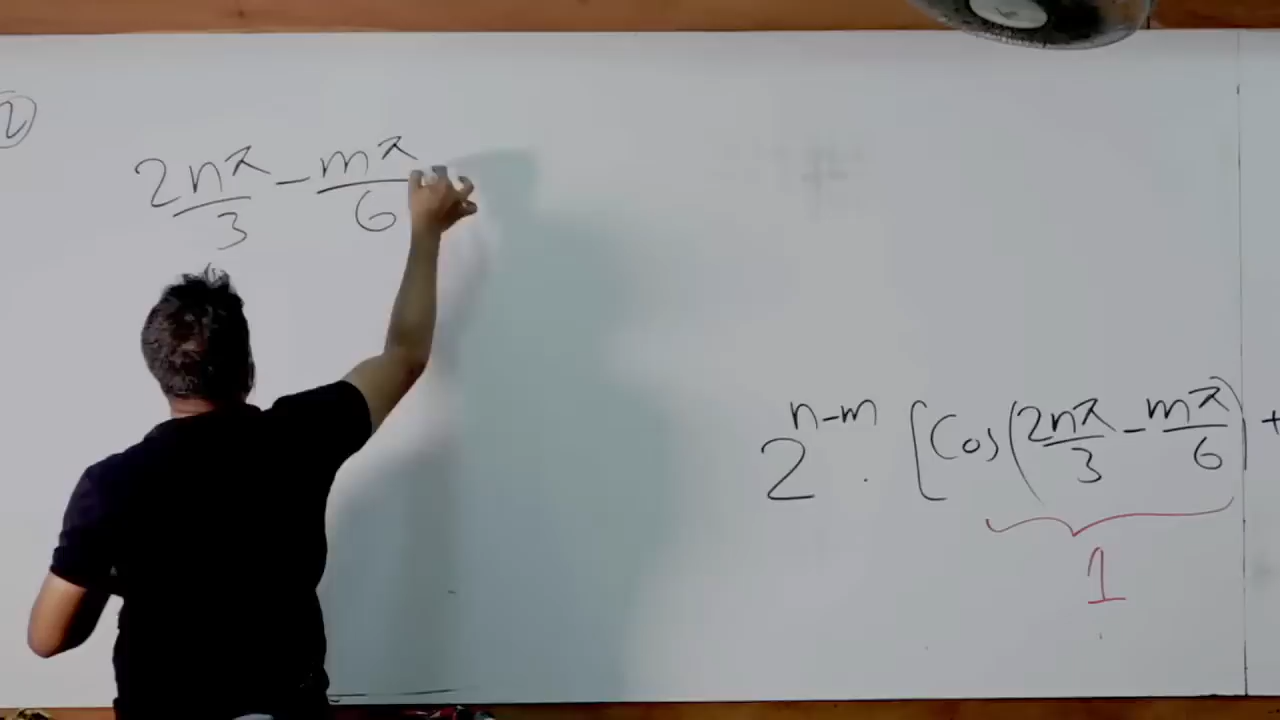 ②
2nπ/3 - mπ/6
2^{n-m} . [Cos(2nπ/3 - mπ/6) +
1